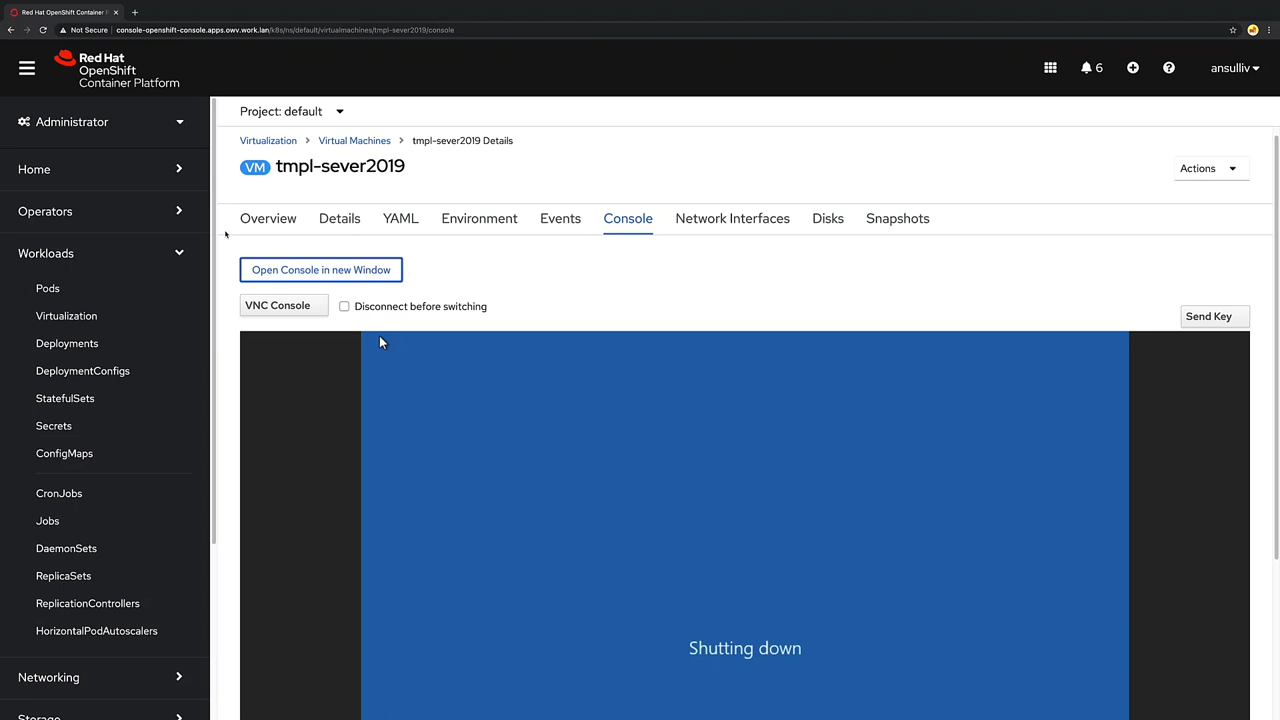 Red Hat OpenShift Container
Not Secure
console-openshift-console.apps.owv.work.lan/k8s/ns/default/virtualmachines/tmpl-sever2019/console
Red Hat
OpenShift
Container Platform
6
ansulliv
Administrator
Home
Operators
Workloads
Pods
Virtualization
Deployments
DeploymentConfigs
StatefulSets
Secrets
ConfigMaps
CronJobs
Jobs
DaemonSets
ReplicaSets
ReplicationControllers
HorizontalPodAutoscalers
Networking
Storage
Project: default
Virtualization > Virtual Machines > tmpl-sever2019 Details
VM tmpl-sever2019
Actions
Overview Details YAML Environment Events Console Network Interfaces Disks Snapshots
Open Console in new Window
VNC Console Disconnect before switching
Send Key
Shutting down